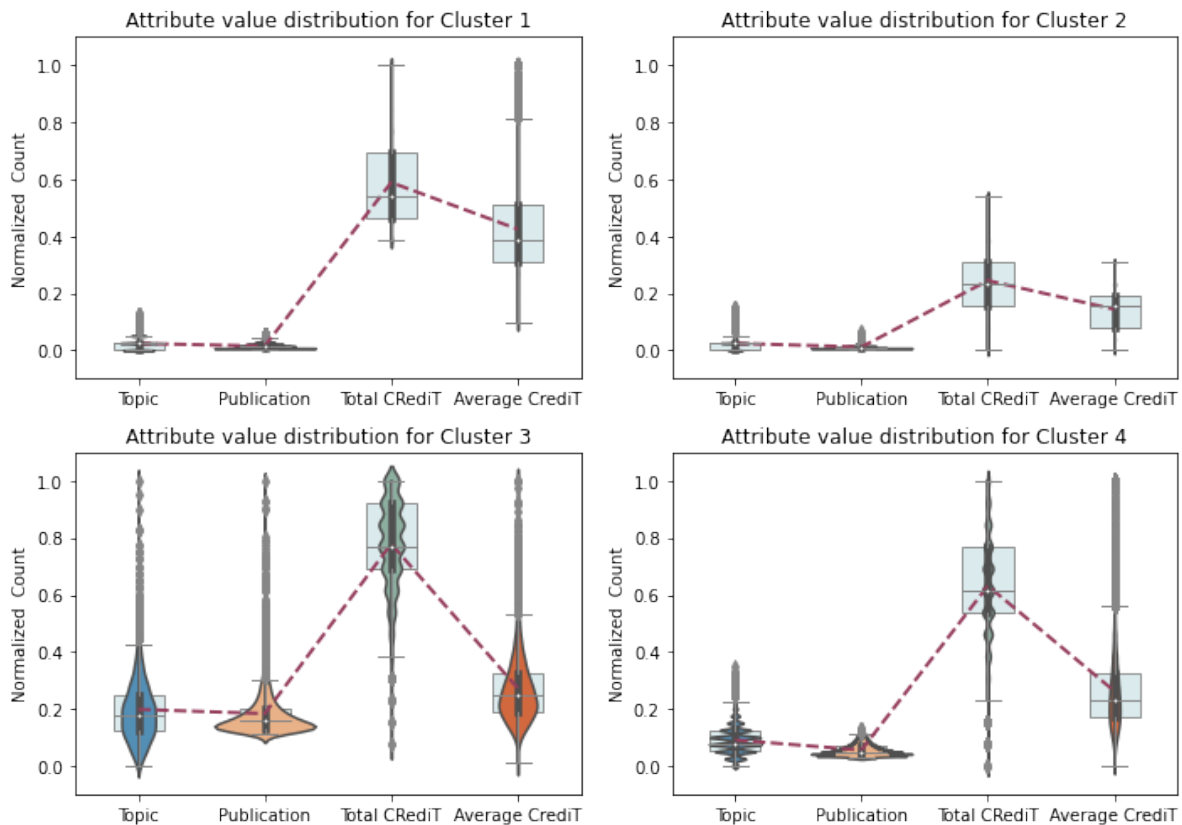 Attribute value distribution for Cluster 1
Normalized Count
1.0
0.8
0.6
0.4
0.2
0.0
Topic Publication Total CRediT Average CrediT
Attribute value distribution for Cluster 2
Normalized Count
1.0
0.8
0.6
0.4
0.2
0.0
Topic Publication Total CRediT Average CrediT
Attribute value distribution for Cluster 3
Normalized Count
1.0
0.8
0.6
0.4
0.2
0.0
Topic Publication Total CRediT Average CrediT
Attribute value distribution for Cluster 4
Normalized Count
1.0
0.8
0.6
0.4
0.2
0.0
Topic Publication Total CRediT Average CrediT